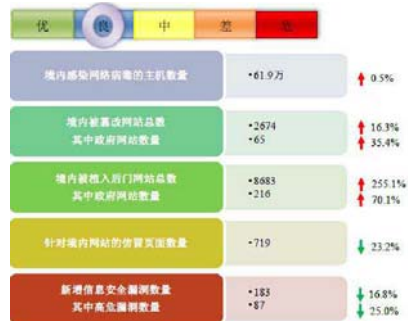 优 良 中 差 危
境内感染网络病毒的主机数量 •61.9万 0.5%
境内被篡改网站总数 •2674 16.3%
其中政府网站数量 •65 35.4%
境内被植入后门网站总数 •8683 255.1%
其中政府网站数量 •216 70.1%
针对境内网站的仿冒页面数量 •719 23.2%
新增信息安全漏洞数量 •183 16.8%
其中高危漏洞数量 •87 25.0%